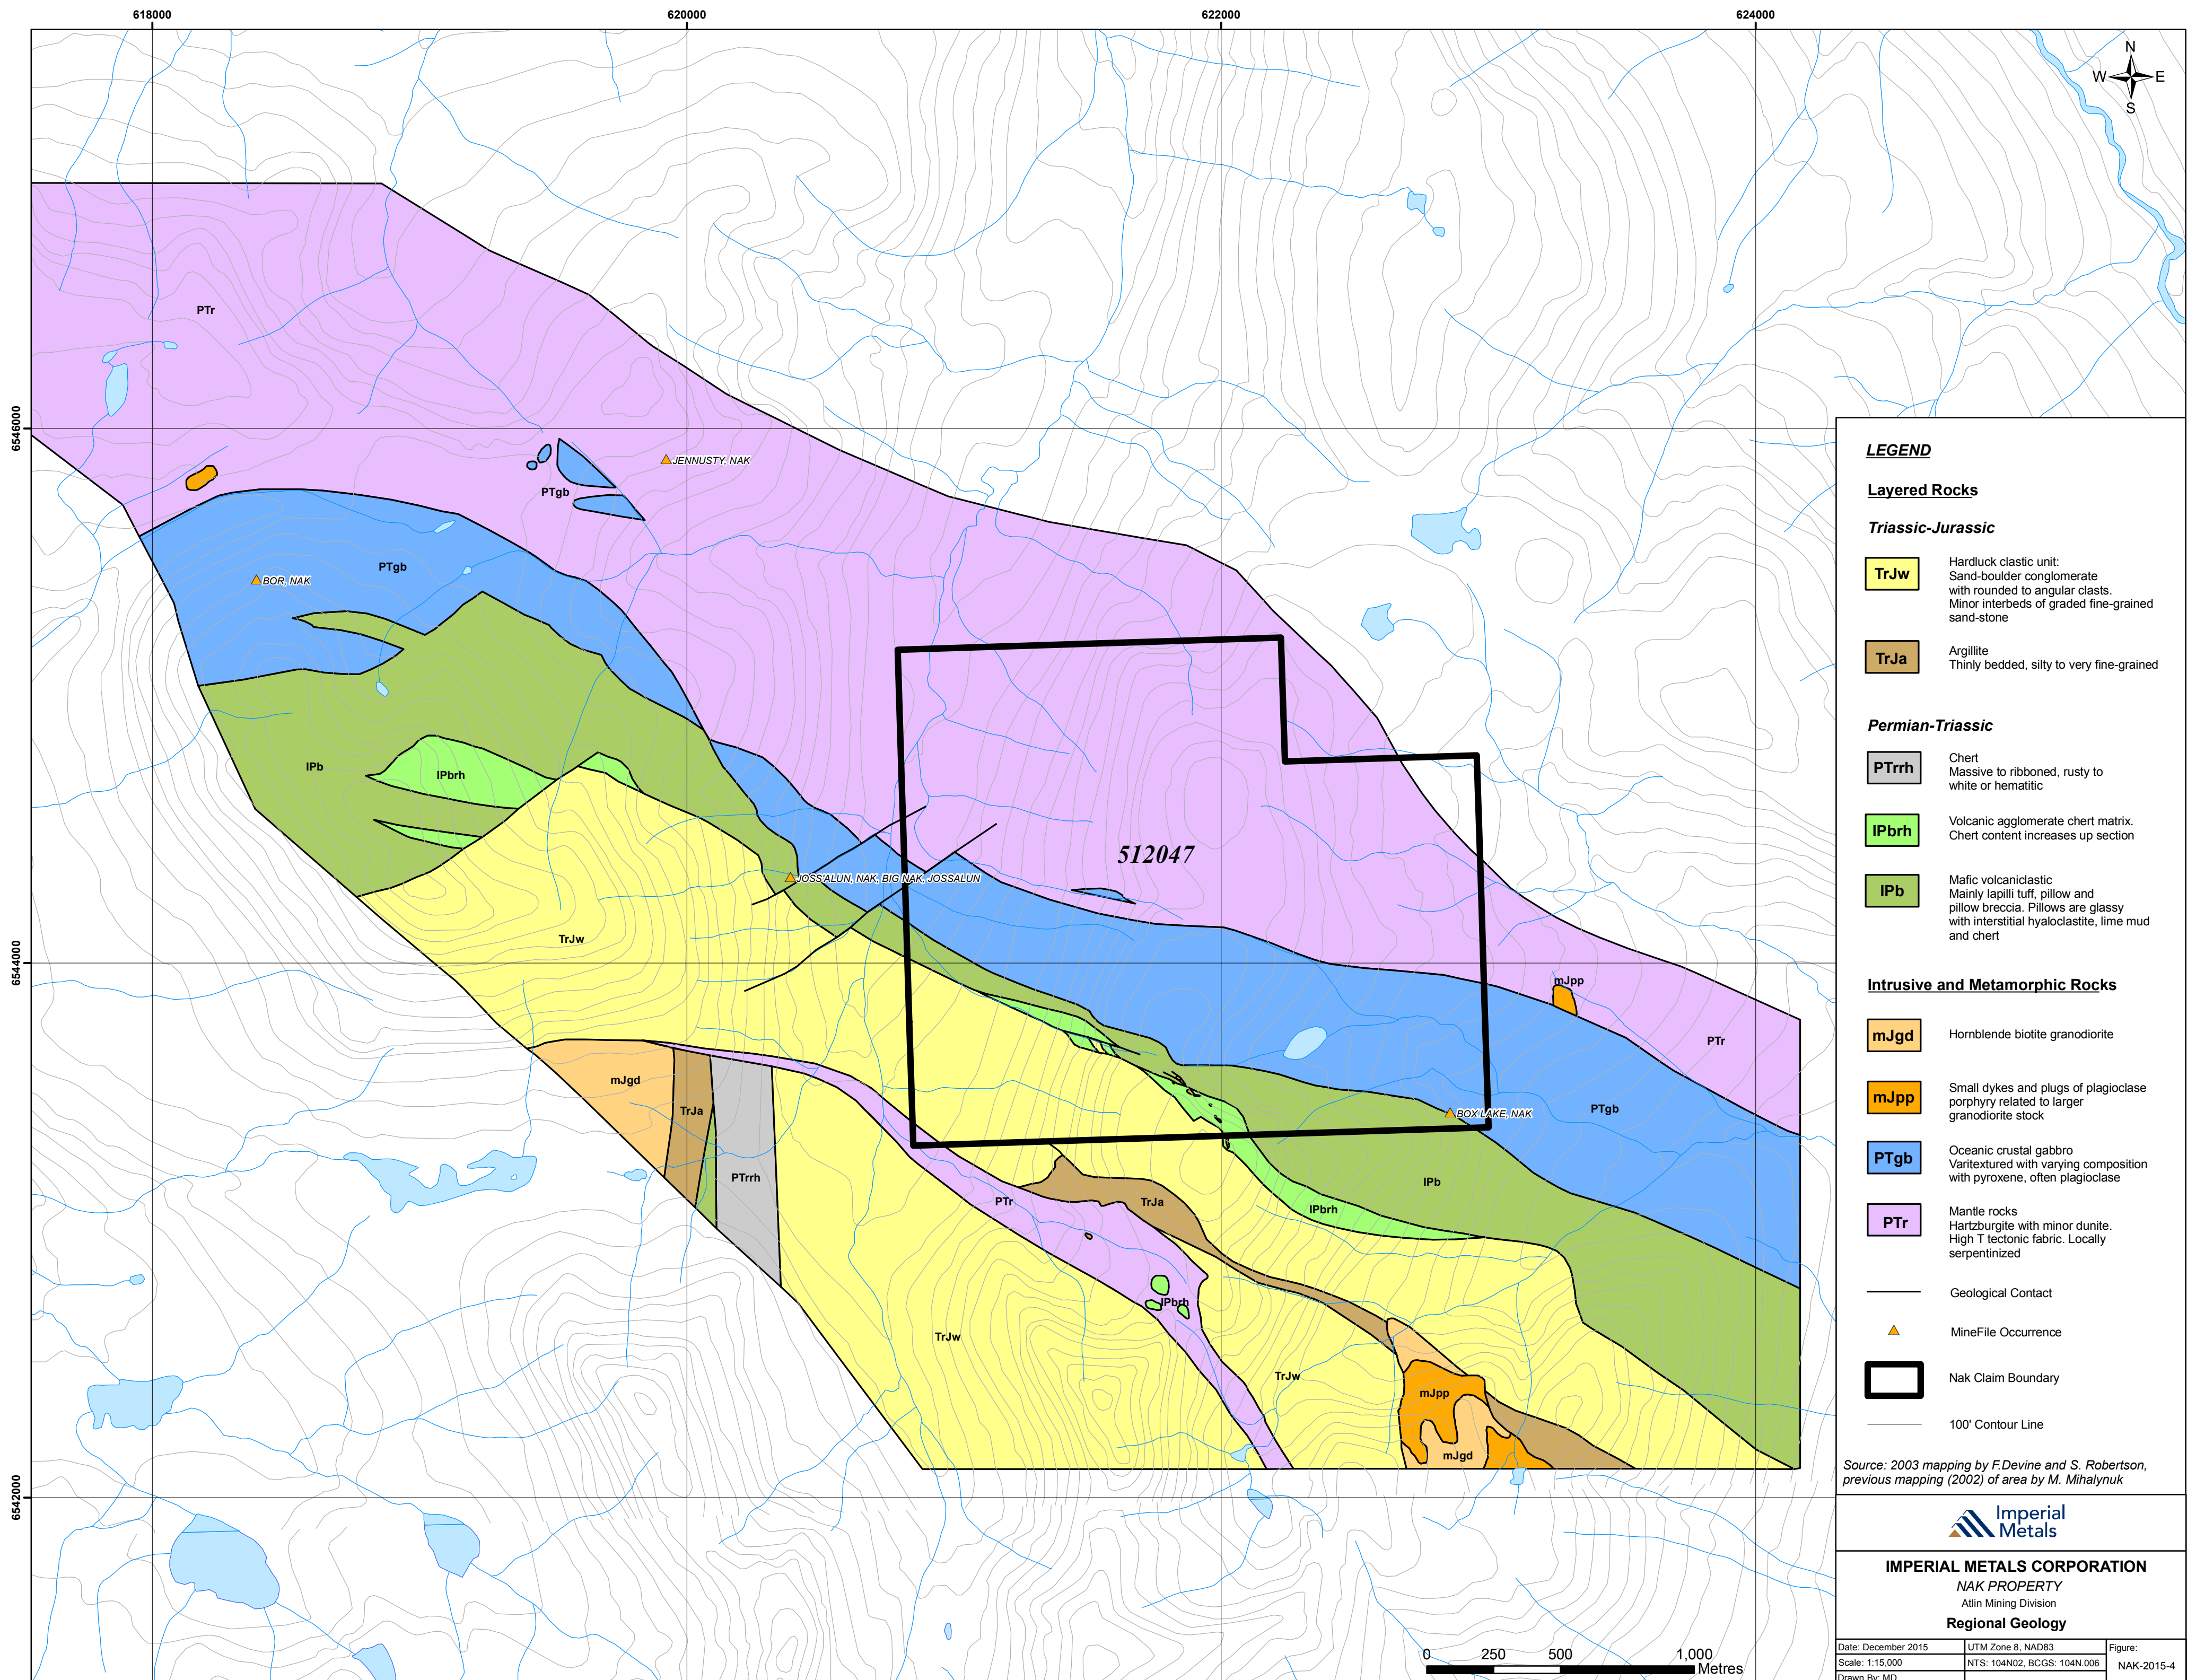 618000
620000
622000
624000
N
W E
S
6546000
6544000
6542000
PTr
JENNUSTY, NAK
PTgb
PTgb
BOR, NAK
IPb
IPbrh
512047
JOSS'ALUN, NAK, BIG NAK, JOSSALUN
TrJw
mJpp
PTr
mJgd
TrJa
PTgb
BOX LAKE, NAK
PTrrh
IPb
PTr
TrJa
IPbrh
IPbrh
TrJw
TrJw
mJpp
mJgd
0 250 500 1,000
Metres
LEGEND
Layered Rocks
Triassic-Jurassic
TrJw
Hardluck clastic unit:
Sand-boulder conglomerate
with rounded to angular clasts.
Minor interbeds of graded fine-grained
sand-stone
TrJa
Argillite
Thinly bedded, silty to very fine-grained
Permian-Triassic
PTrrh
Chert
Massive to ribboned, rusty to
white or hematitic
IPbrh
Volcanic agglomerate chert matrix.
Chert content increases up section
IPb
Mafic volcaniclastic
Mainly lapilli tuff, pillow and
pillow breccia. Pillows are glassy
with interstitial hyaloclastite, lime mud
and chert
Intrusive and Metamorphic Rocks
mJgd
Hornblende biotite granodiorite
mJpp
Small dykes and plugs of plagioclase
porphyry related to larger
granodiorite stock
PTgb
Oceanic crustal gabbro
Varitextured with varying composition
with pyroxene, often plagioclase
PTr
Mantle rocks
Hartzburgite with minor dunite.
High T tectonic fabric. Locally
serpentinized
Geological Contact
MineFile Occurrence
Nak Claim Boundary
100' Contour Line
Source: 2003 mapping by F.Devine and S. Robertson,
previous mapping (2002) of area by M. Mihalynuk
Imperial
Metals
IMPERIAL METALS CORPORATION
NAK PROPERTY
Atlin Mining Division
Regional Geology
Date: December 2015
UTM Zone 8, NAD83
Figure:
Scale: 1:15,000
NTS: 104N02, BCGS: 104N.006
NAK-2015-4
Drawn By: MD